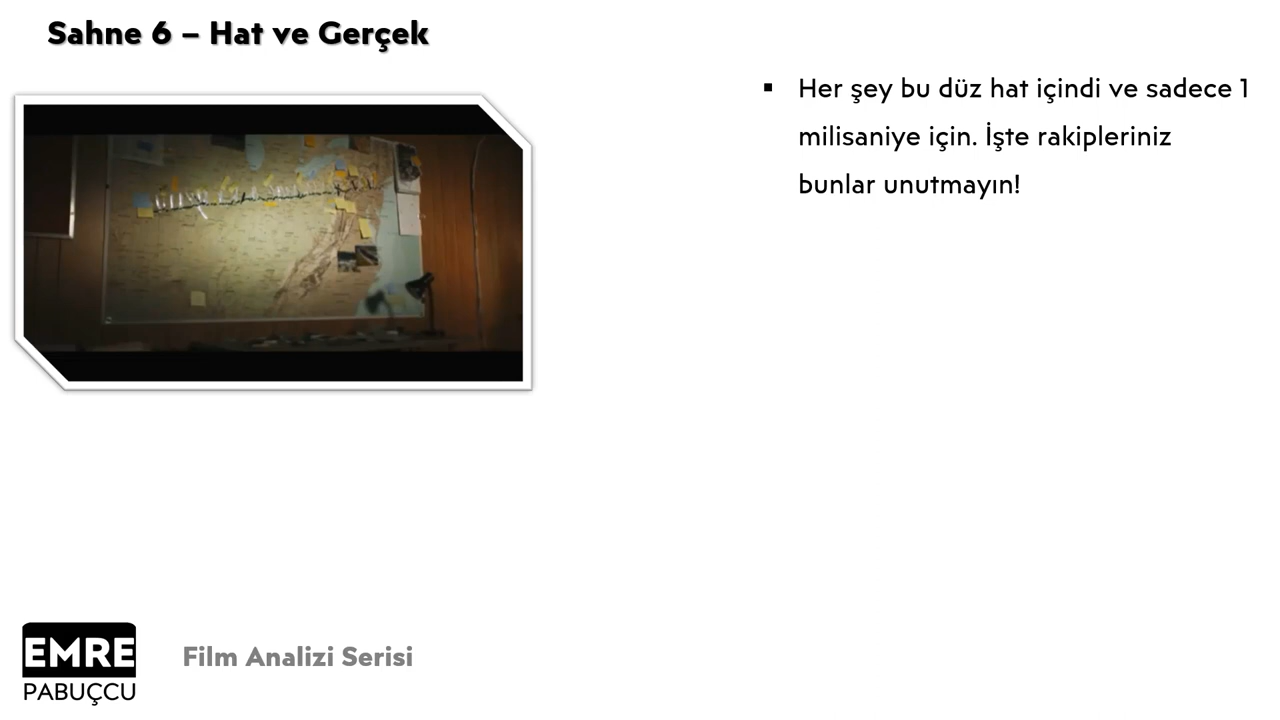 Sahne 6 – Hat ve Gerçek
▪ Her şey bu düz hat içindi ve sadece 1
milisaniye için. İşte rakipleriniz
bunlar unutmayın!
EMRE
PABUÇCU
Film Analizi Serisi